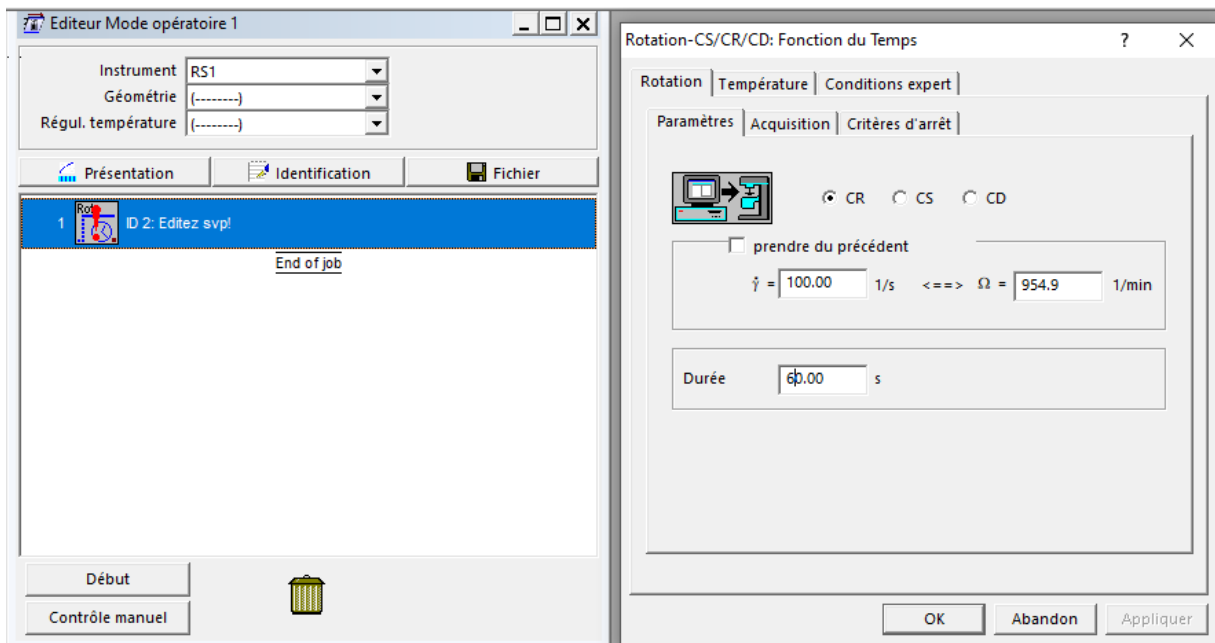 Editeur Mode opératoire 1
Instrument RS1
Géométrie (--------)
Régul. température (--------)
Présentation Identification Fichier
1 Rot ID 2: Editez svp!
End of job
Début
Contrôle manuel
Rotation-CS/CR/CD: Fonction du Temps ?
Rotation Température Conditions expert
Paramètres Acquisition Critères d'arrêt
CR CS CD
prendre du précédent
γ̇ = 100.00 1/s <==> Ω = 954.9 1/min
Durée 60.00 s
OK Abandon Appliquer